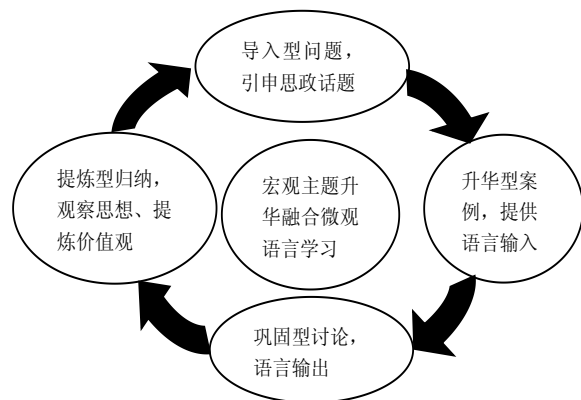 导入型问题，
引申思政话题
升华型案
例，提供
语言输入
巩固型讨论，
语言输出
提炼型归纳，
观察思想、提
炼价值观
宏观主题升
华融合微观
语言学习